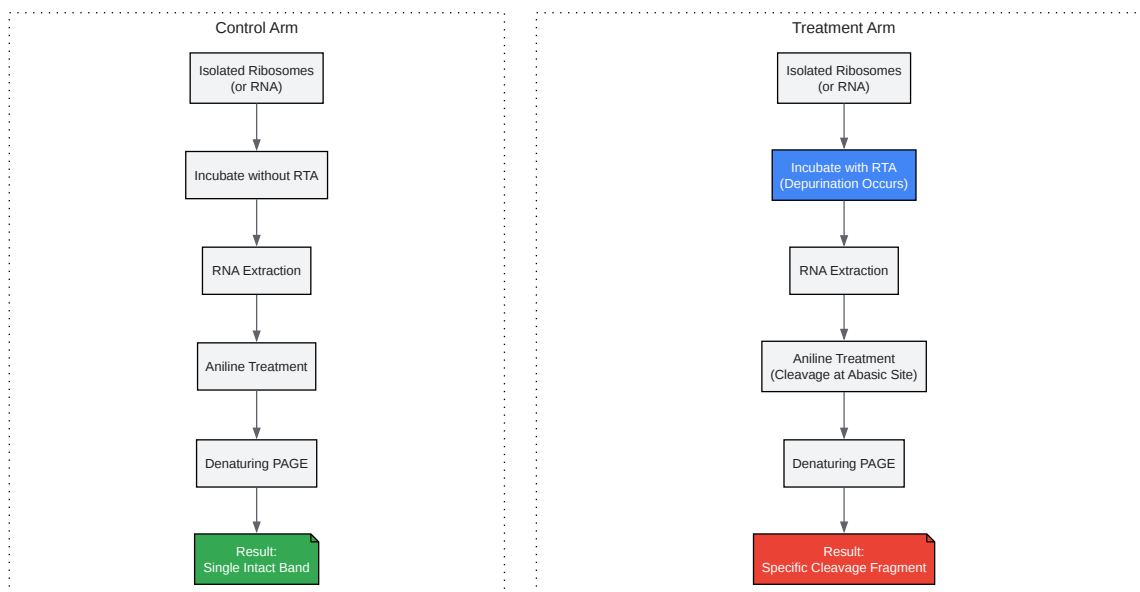 Control Arm
Isolated Ribosomes
(or RNA)
Incubate without RTA
RNA Extraction
Aniline Treatment
Denaturing PAGE
Result:
Single Intact Band
Treatment Arm
Isolated Ribosomes
(or RNA)
Incubate with RTA
(Depurination Occurs)
RNA Extraction
Aniline Treatment
(Cleavage at Abasic Site)
Denaturing PAGE
Result:
Specific Cleavage Fragment